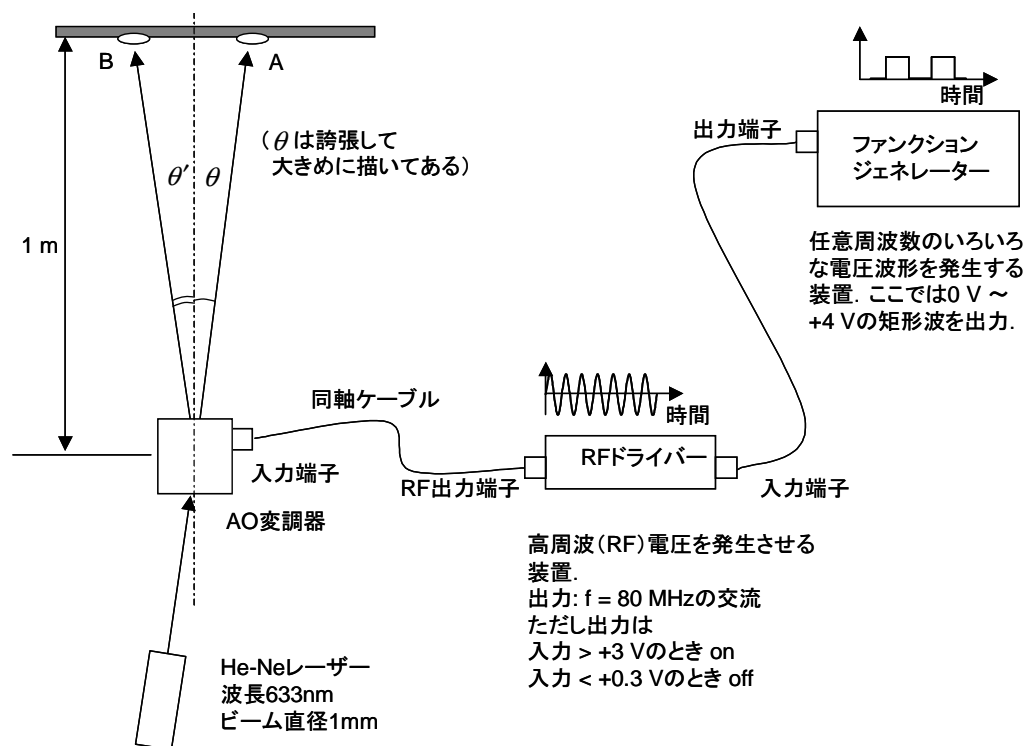 B
A
時間
出力端子
ファンクション
ジェネレーター
(θは誇張して
大きめに描いてある)
θ′
θ
1 m
任意周波数のいろいろ
な電圧波形を発生する
装置. ここでは0 V ~
+4 Vの矩形波を出力.
同軸ケーブル
時間
入力端子
RF出力端子
RFドライバー
入力端子
AO変調器
高周波(RF)電圧を発生させる
装置.
出力: f = 80 MHzの交流
ただし出力は
入力 > +3 Vのとき on
入力 < +0.3 Vのとき off
He-Neレーザー
波長633nm
ビーム直径1mm